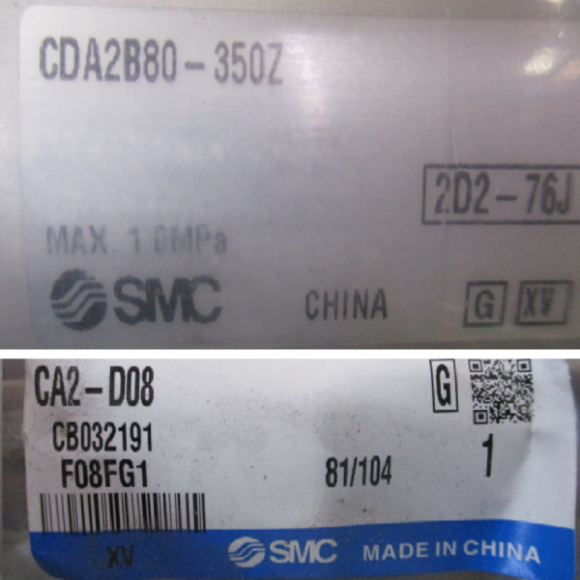 CDA2B80-350Z
2D2-76J
MAX. 1.0MPa
SMC CHINA G XV
CA2-D08 G
CB032191
F08FG1 81/104 1
XV SMC MADE IN CHINA